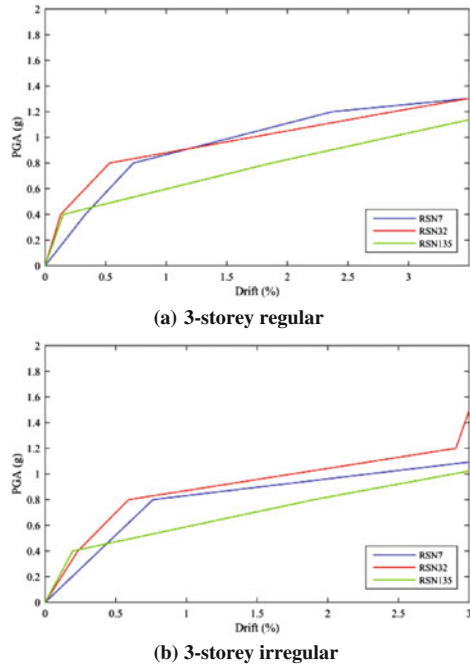 2
1.8
1.6
1.4
1.2
1
0.8
0.6
0.4
0.2
0
PGA (g)
RSN7
RSN32
RSN135
0 0.5 1 1.5 2 2.5 3
Drift (%)
(a) 3-storey regular
2
1.8
1.6
1.4
1.2
1
0.8
0.6
0.4
0.2
0
PGA (g)
RSN7
RSN32
RSN135
0 0.5 1 1.5 2 2.5 3
Drift (%)
(b) 3-storey irregular